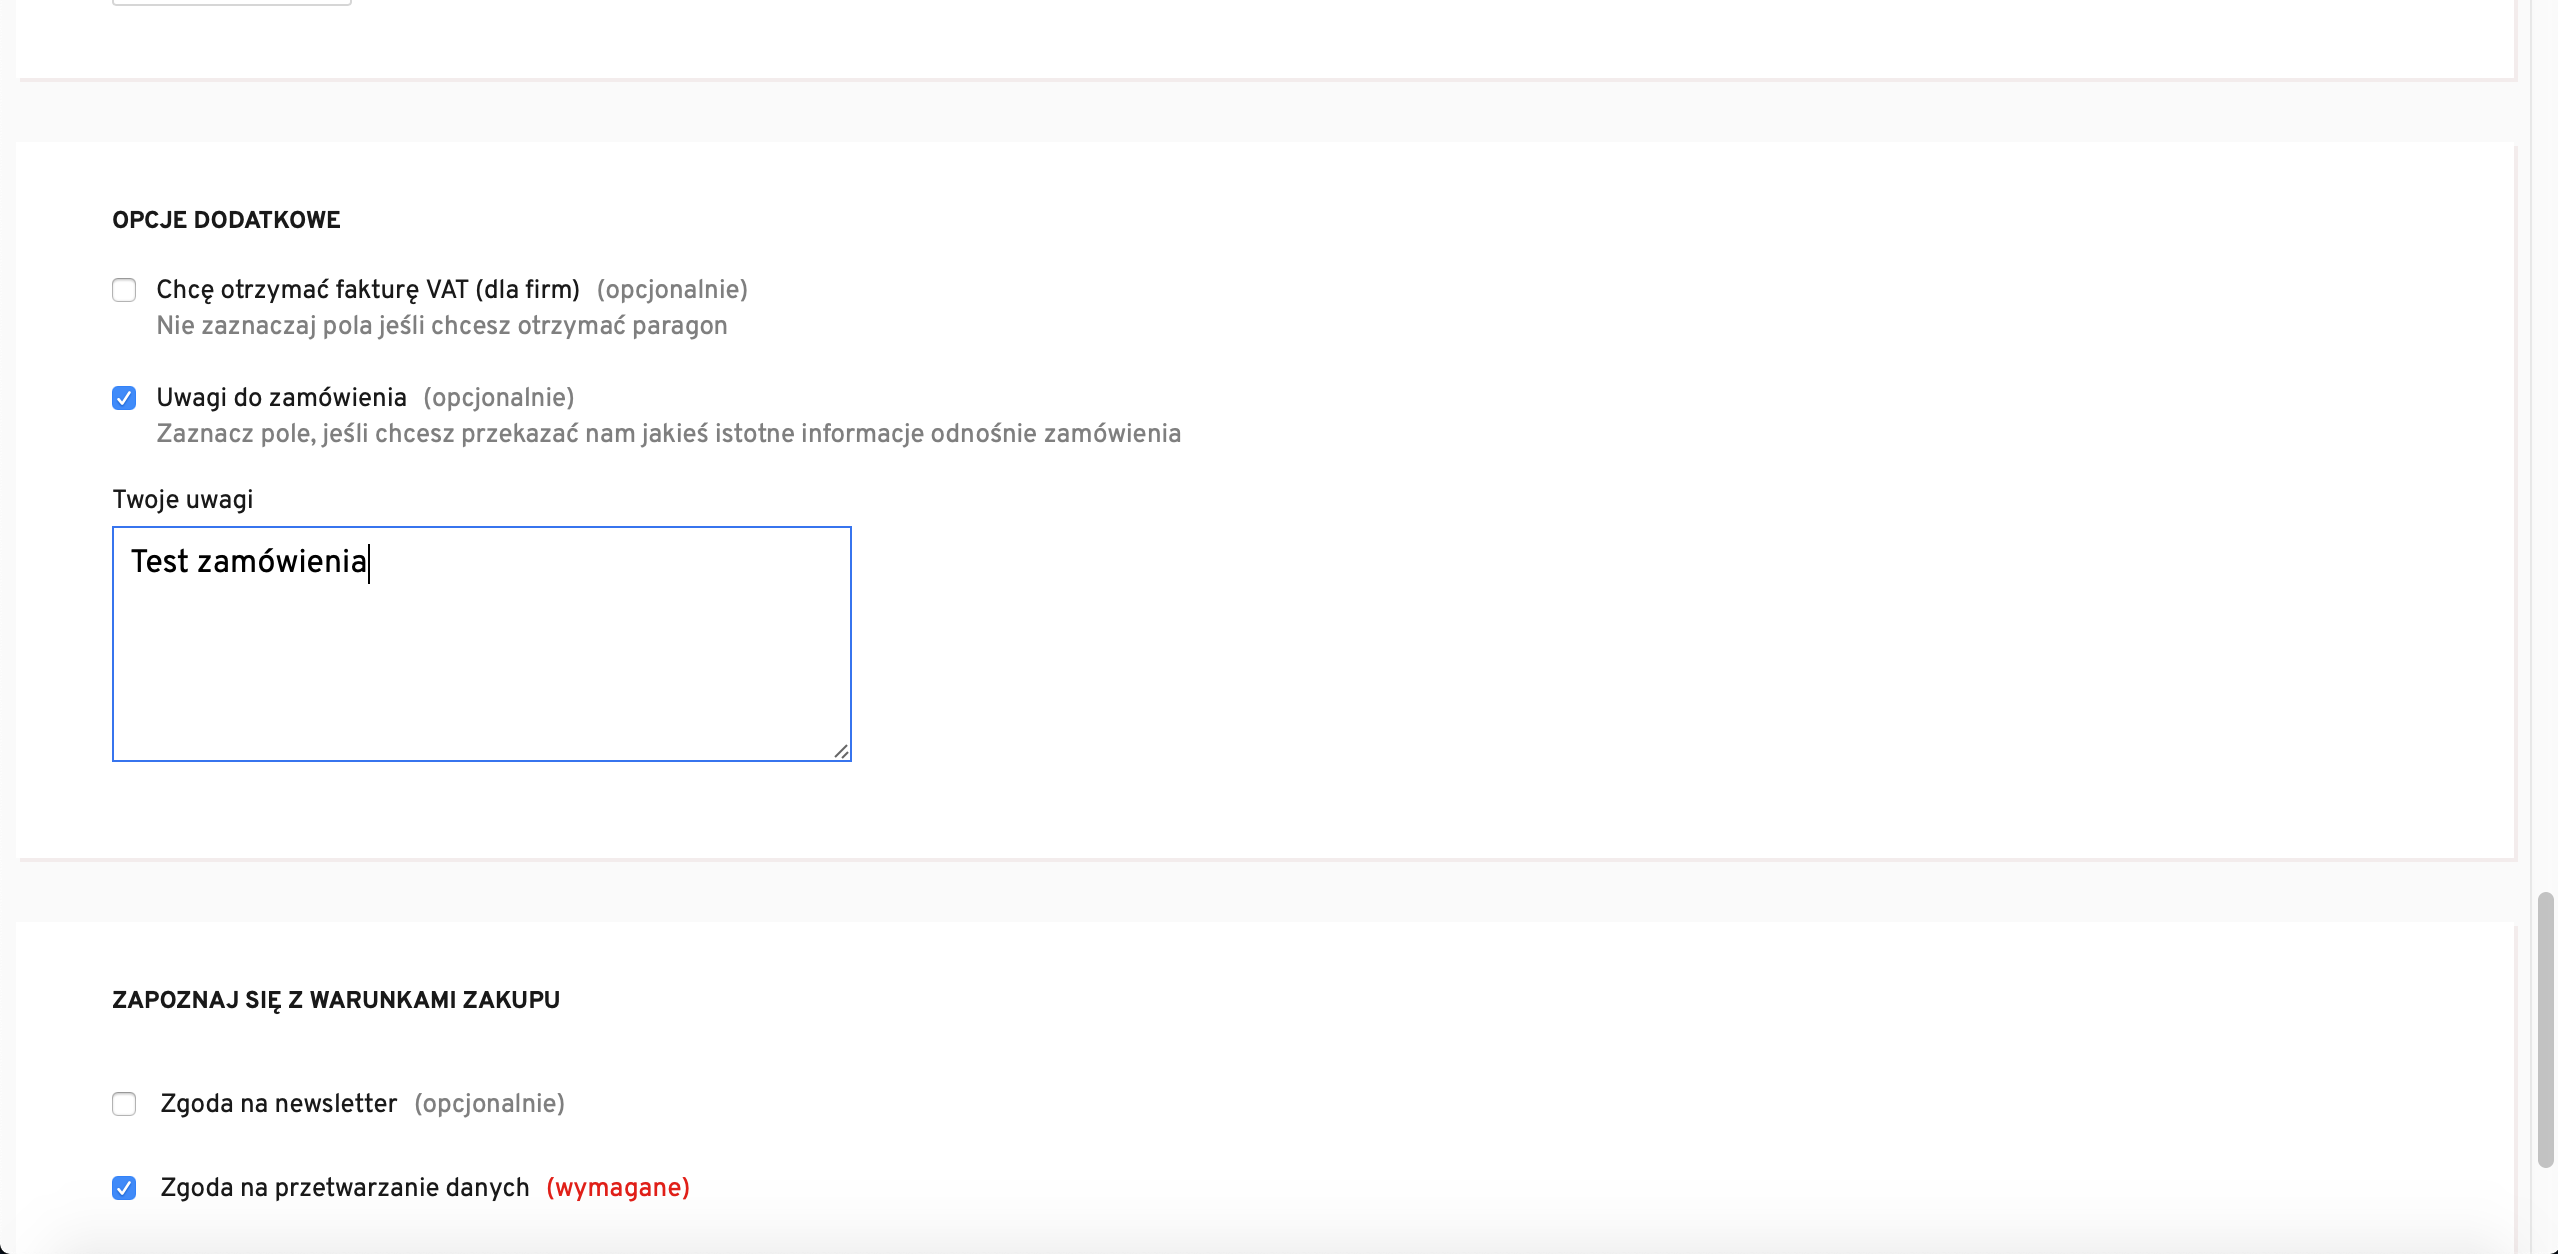 OPCJE DODATKOWE
Chcę otrzymać fakturę VAT (dla firm) (opcjonalnie)
Nie zaznaczaj pola jeśli chcesz otrzymać paragon
Uwagi do zamówienia (opcjonalnie)
Zaznacz pole, jeśli chcesz przekazać nam jakieś istotne informacje odnośnie zamówienia
Twoje uwagi
Test zamówienia
ZAPOZNAJ SIĘ Z WARUNKAMI ZAKUPU
Zgoda na newsletter (opcjonalnie)
Zgoda na przetwarzanie danych (wymagane)